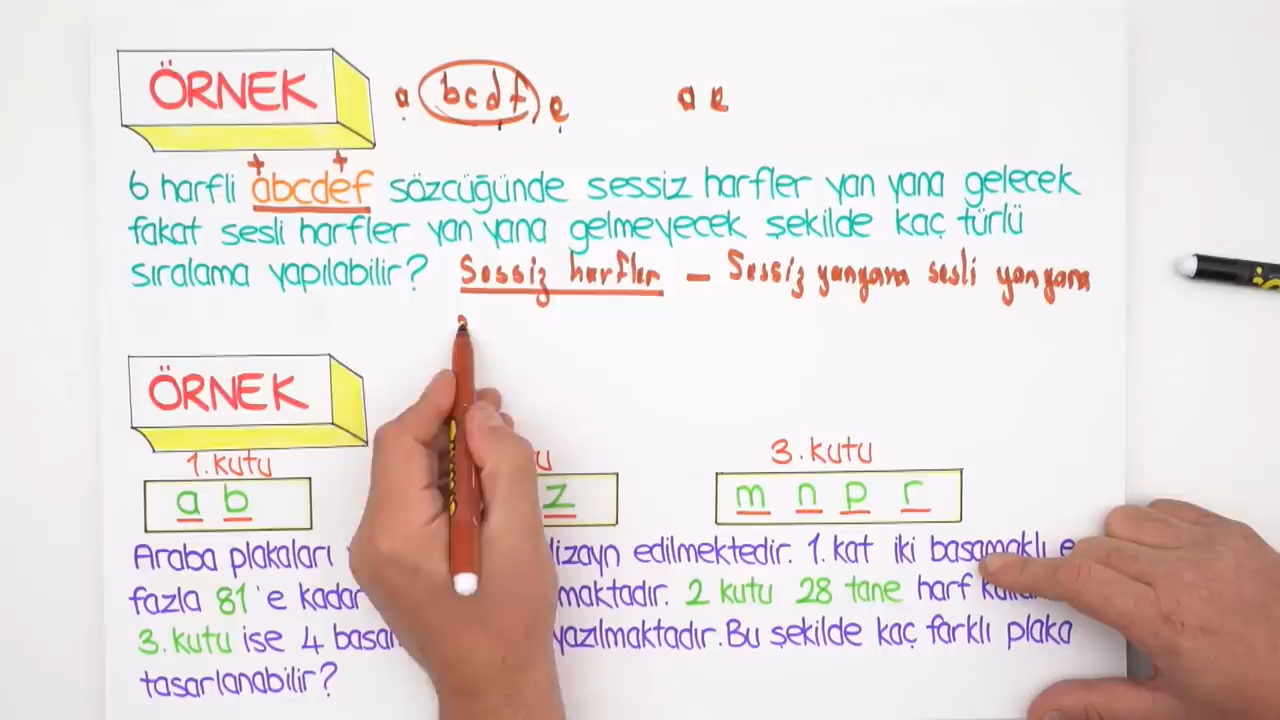 ÖRNEK
a bcdf e
a e
6 harfli abcdef sözcüğünde sessiz harfler yan yana gelecek
fakat sesli harfler yan yana gelmeyecek şekilde kaç türlü
sıralama yapılabilir? Sessiz harfler - Sessiz yanyana sesli yanyana
ÖRNEK
1. kutu
3. kutu
a b
z
m n p r
Araba plakaları dizayn edilmektedir. 1. kat iki basamaklı
fazla 81'e kadar 2 kutu 28 tane harf
3. kutu ise 4 yazılmaktadır. Bu şekilde kaç farklı plaka
tasarlanabilir?